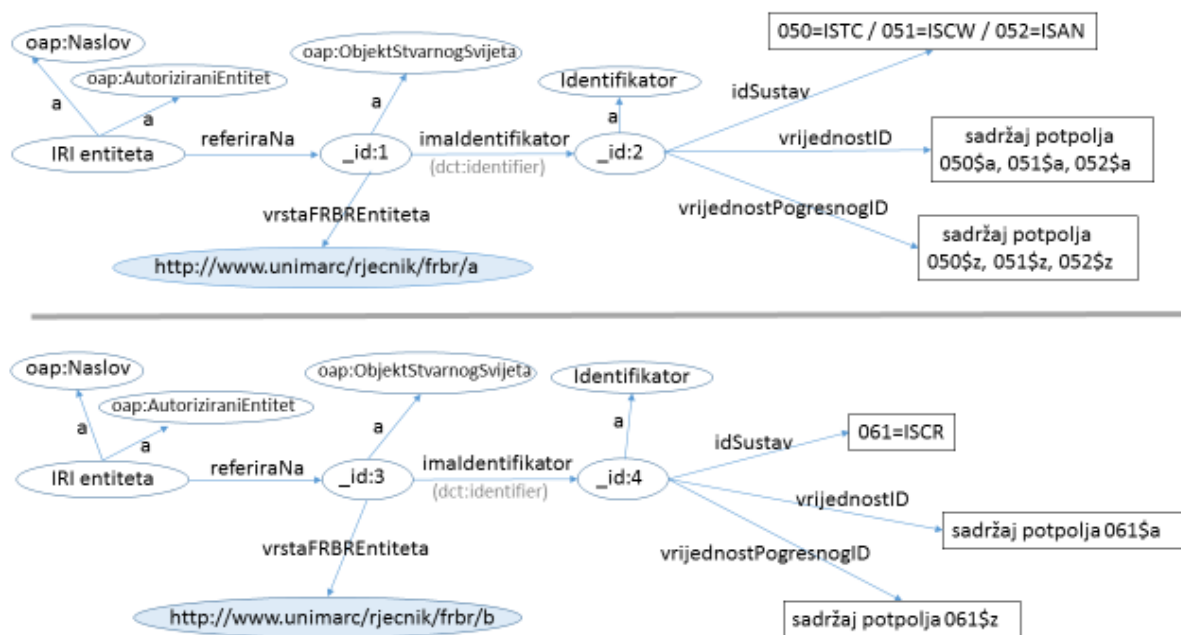 oap:Naslov
050=ISTC / 051=ISCW / 052=ISAN
oap:ObjektStvarnogSvijeta
oap:AutoriziraniEntitet
Identifikator
idSustav
a
a
a
a
referiraNa
imaIdentifikator
vrijednostID
sadržaj potpolja
050$a, 051$a, 052$a
IRI entiteta
_id:1
_id:2
(dct:identifier)
vrstaFRBREntiteta
vrijednostPogresnogID
sadržaj potpolja
050$z, 051$z, 052$z
http://www.unimarc/rjecnik/frbr/a
oap:Naslov
oap:ObjektStvarnogSvijeta
Identifikator
oap:AutoriziraniEntitet
a
a
a
a
idSustav
061=ISCR
referiraNa
imaIdentifikator
IRI entiteta
_id:3
_id:4
(dct:identifier)
vrijednostID
sadržaj potpolja 061$a
vrstaFRBREntiteta
vrijednostPogresnogID
http://www.unimarc/rjecnik/frbr/b
sadržaj potpolja 061$z